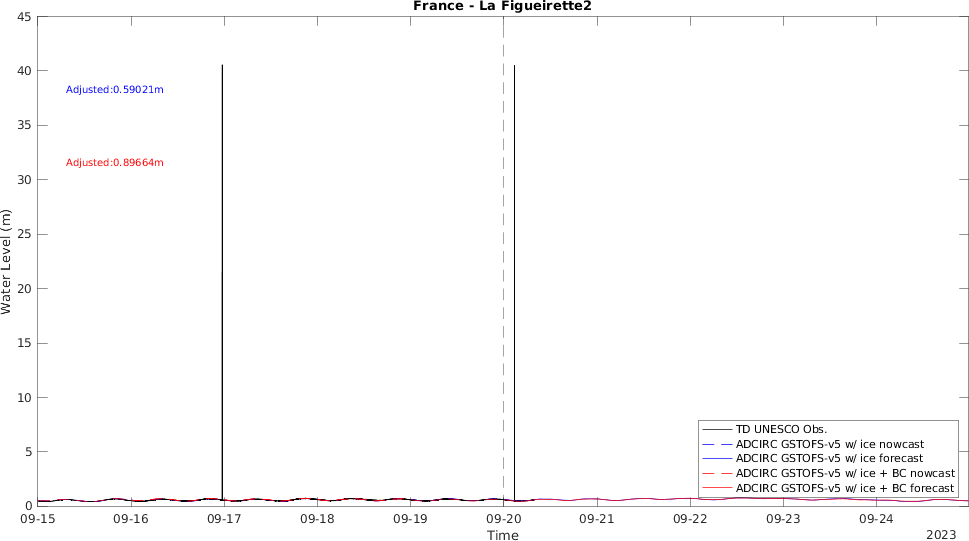 France - La Figueirette2
45
40
35
30
25
20
15
10
5
0
Water Level (m)
Adjusted:0.59021m
Adjusted:0.89664m
TD UNESCO Obs.
ADCIRC GSTOFS-v5 w/ ice nowcast
ADCIRC GSTOFS-v5 w/ ice forecast
ADCIRC GSTOFS-v5 w/ ice + BC nowcast
ADCIRC GSTOFS-v5 w/ ice + BC forecast
09-15 09-16 09-17 09-18 09-19 09-20 09-21 09-22 09-23 09-24
Time
2023